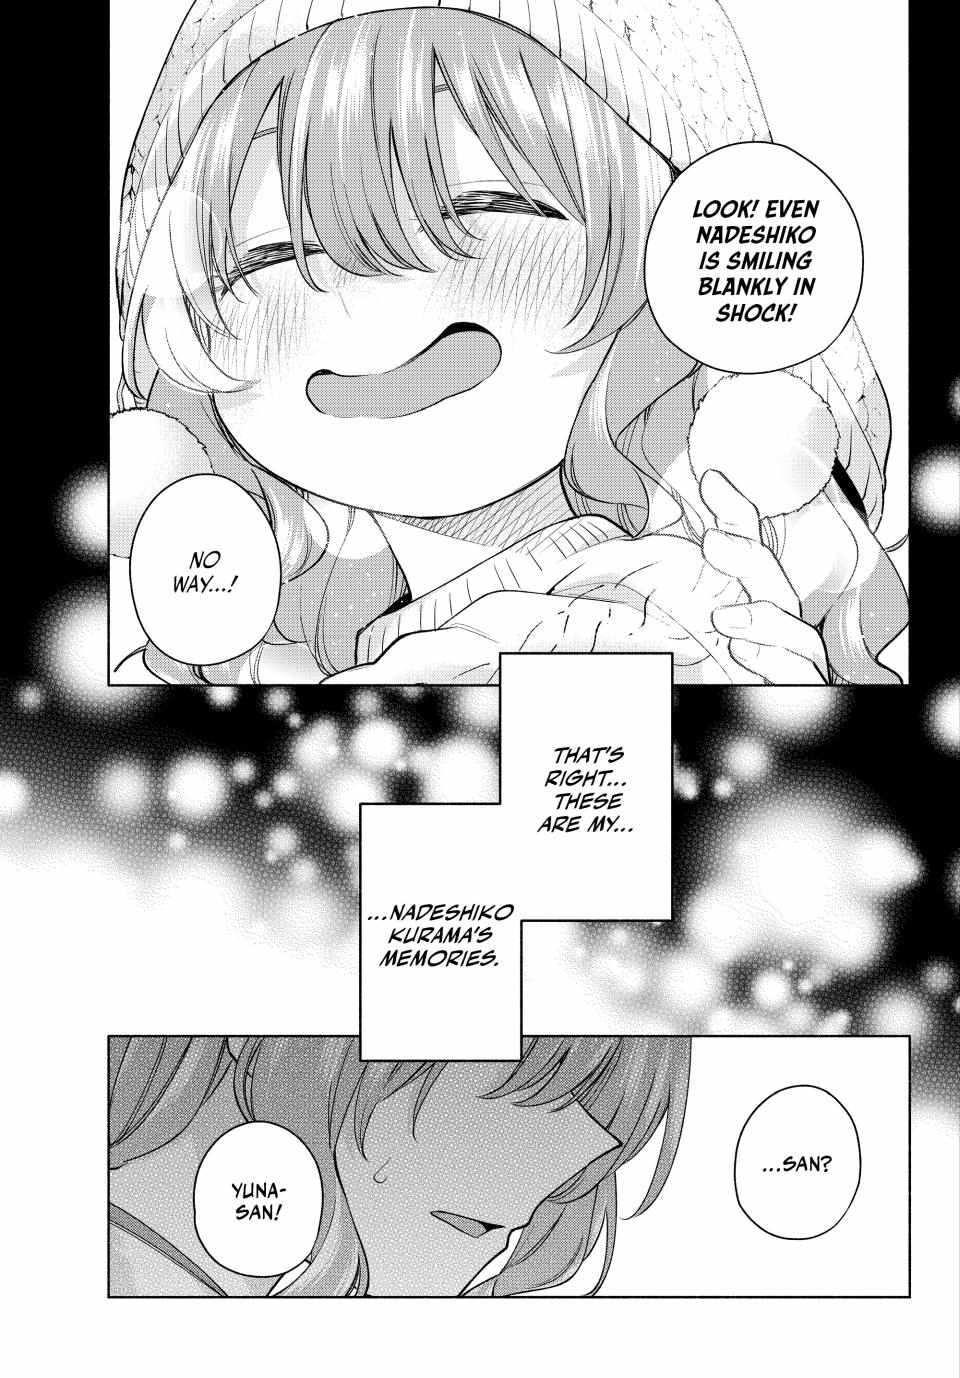 LOOK! EVEN
NADESHIKO
IS SMILING
BLANKLY IN
SHOCK!
NO
WAY...!
THAT'S
RIGHT...
THESE
ARE MY...
...NADESHIKO
KURAMA'S
MEMORIES.
...SAN?
YUNA-
SAN!